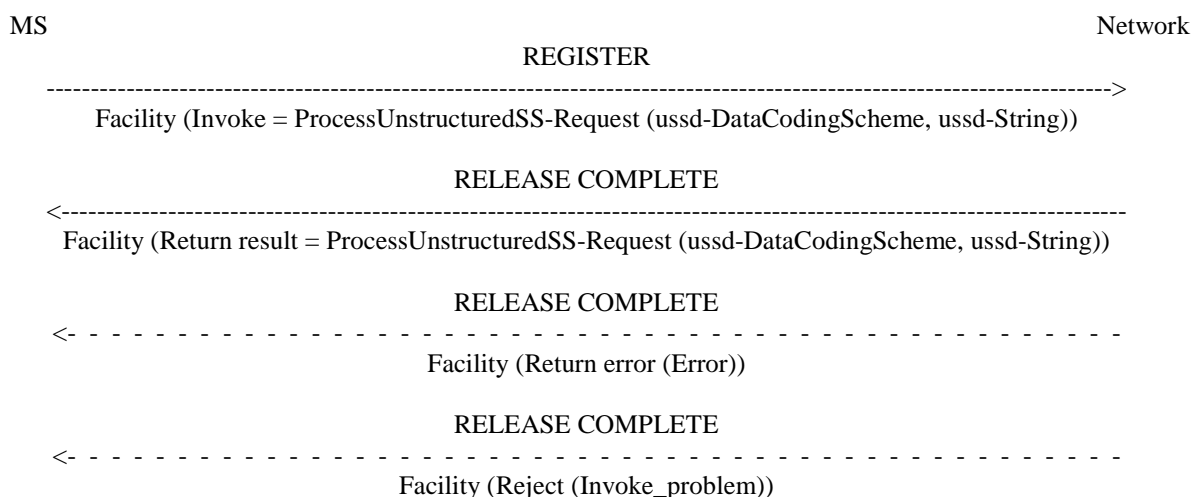 MS Network
REGISTER
------------------------------------------------------------------------------------------------------------------------>
Facility (Invoke = ProcessUnstructuredSS-Request (ussd-DataCodingScheme, ussd-String))
RELEASE COMPLETE
<------------------------------------------------------------------------------------------------------------------------
Facility (Return result = ProcessUnstructuredSS-Request (ussd-DataCodingScheme, ussd-String))
RELEASE COMPLETE
<- - - - - - - - - - - - - - - - - - - - - - - - - - - - - - - - - - - - - - - - - - - - - - - -
Facility (Return error (Error))
RELEASE COMPLETE
<- - - - - - - - - - - - - - - - - - - - - - - - - - - - - - - - - - - - - - - - - - - - - - - -
Facility (Reject (Invoke_problem))